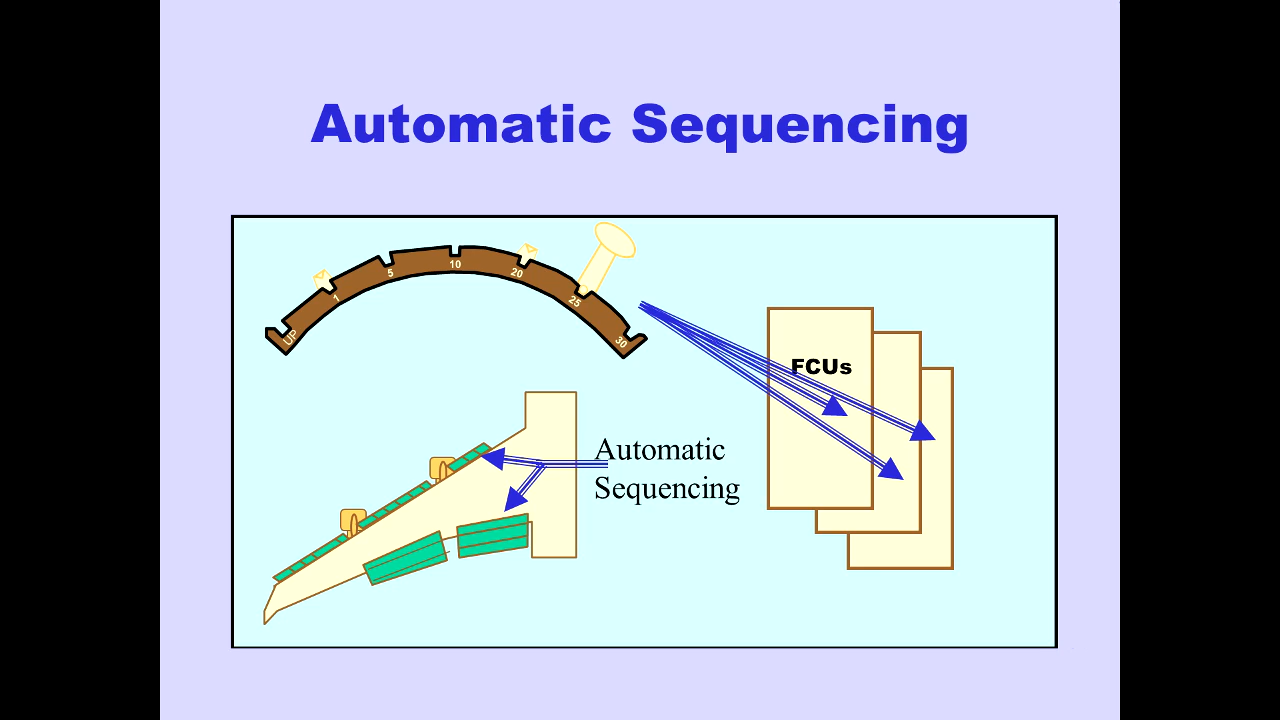 Automatic Sequencing
UP
1
5
10
20
25
30
FCUs
Automatic
Sequencing